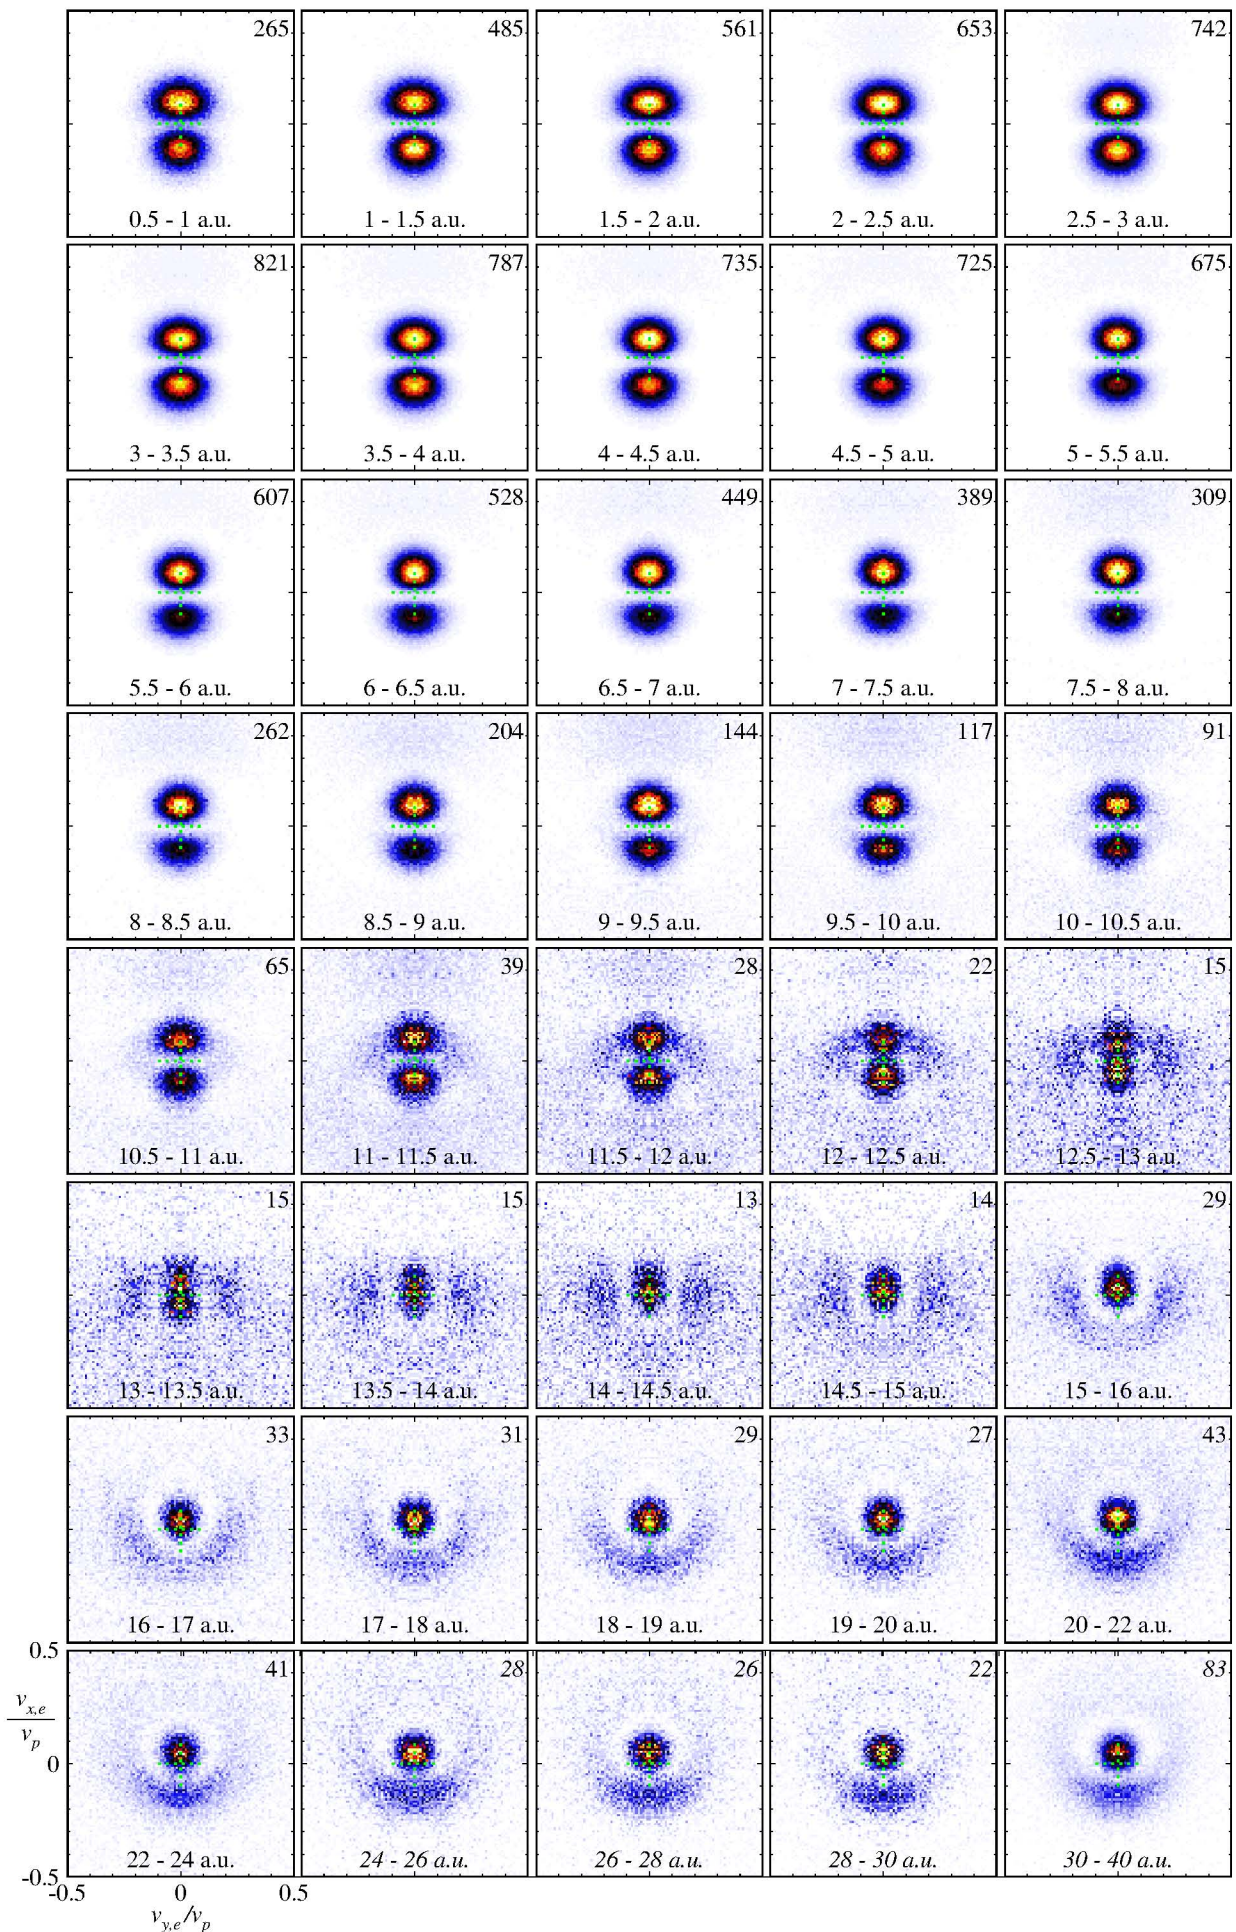 265 485 561 653 742
0.5 - 1 a.u. 1 - 1.5 a.u. 1.5 - 2 a.u. 2 - 2.5 a.u. 2.5 - 3 a.u.
821 787 735 725 675
3 - 3.5 a.u. 3.5 - 4 a.u. 4 - 4.5 a.u. 4.5 - 5 a.u. 5 - 5.5 a.u.
607 528 449 389 309
5.5 - 6 a.u. 6 - 6.5 a.u. 6.5 - 7 a.u. 7 - 7.5 a.u. 7.5 - 8 a.u.
262 204 144 117 91
8 - 8.5 a.u. 8.5 - 9 a.u. 9 - 9.5 a.u. 9.5 - 10 a.u. 10 - 10.5 a.u.
65 39 28 22 15
10.5 - 11 a.u. 11 - 11.5 a.u. 11.5 - 12 a.u. 12 - 12.5 a.u. 12.5 - 13 a.u.
15 15 13 14 29
13 - 13.5 a.u. 13.5 - 14 a.u. 14 - 14.5 a.u. 14.5 - 15 a.u. 15 - 16 a.u.
33 31 29 27 43
16 - 17 a.u. 17 - 18 a.u. 18 - 19 a.u. 19 - 20 a.u. 20 - 22 a.u.
0.5 41 28 26 22 83
v_{x,e}
v_p
0
22 - 24 a.u. 24 - 26 a.u. 26 - 28 a.u. 28 - 30 a.u. 30 - 40 a.u.
-0.5
-0.5 0 0.5
v_{y,e}/v_p